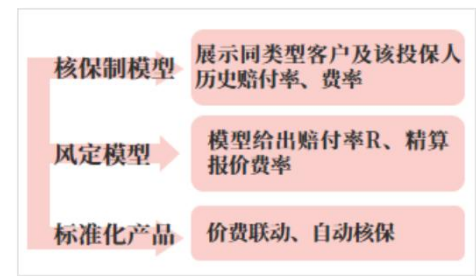 核保制模型
展示同类型客户及该投保人
历史赔付率、费率
风定模型
模型给出赔付率R、精算
报价费率
标准化产品
价费联动、自动核保